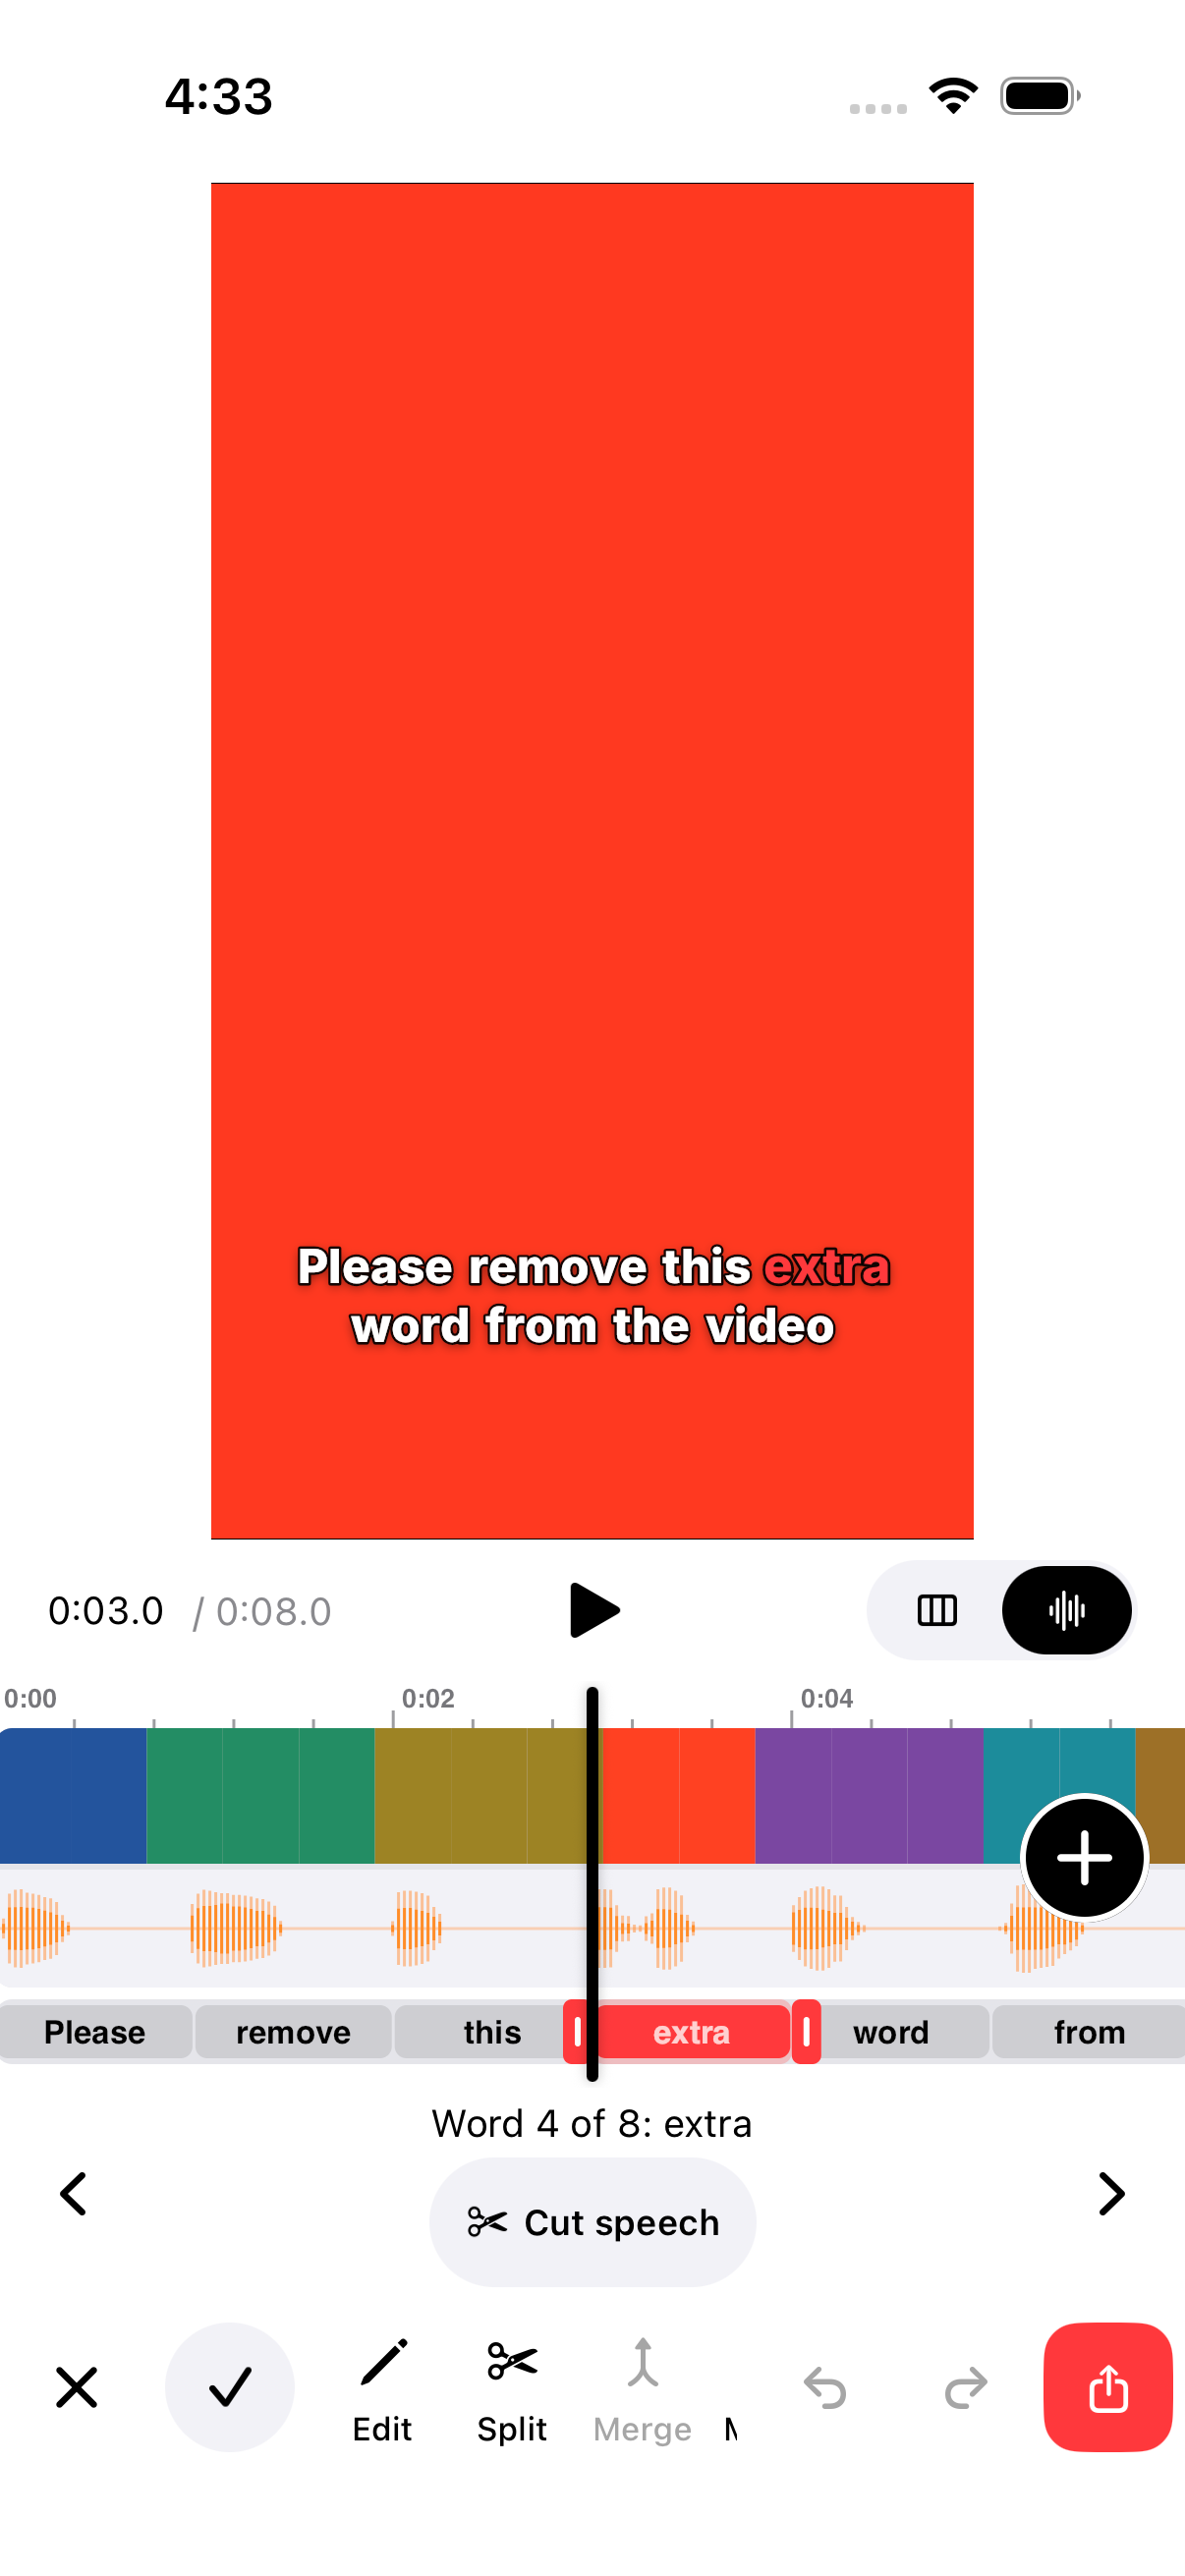 4:33
Please remove this extra
word from the video
0:03.0 / 0:08.0
0:00 0:02 0:04
Please remove this extra word from
Word 4 of 8: extra
Cut speech
Edit Split Merge